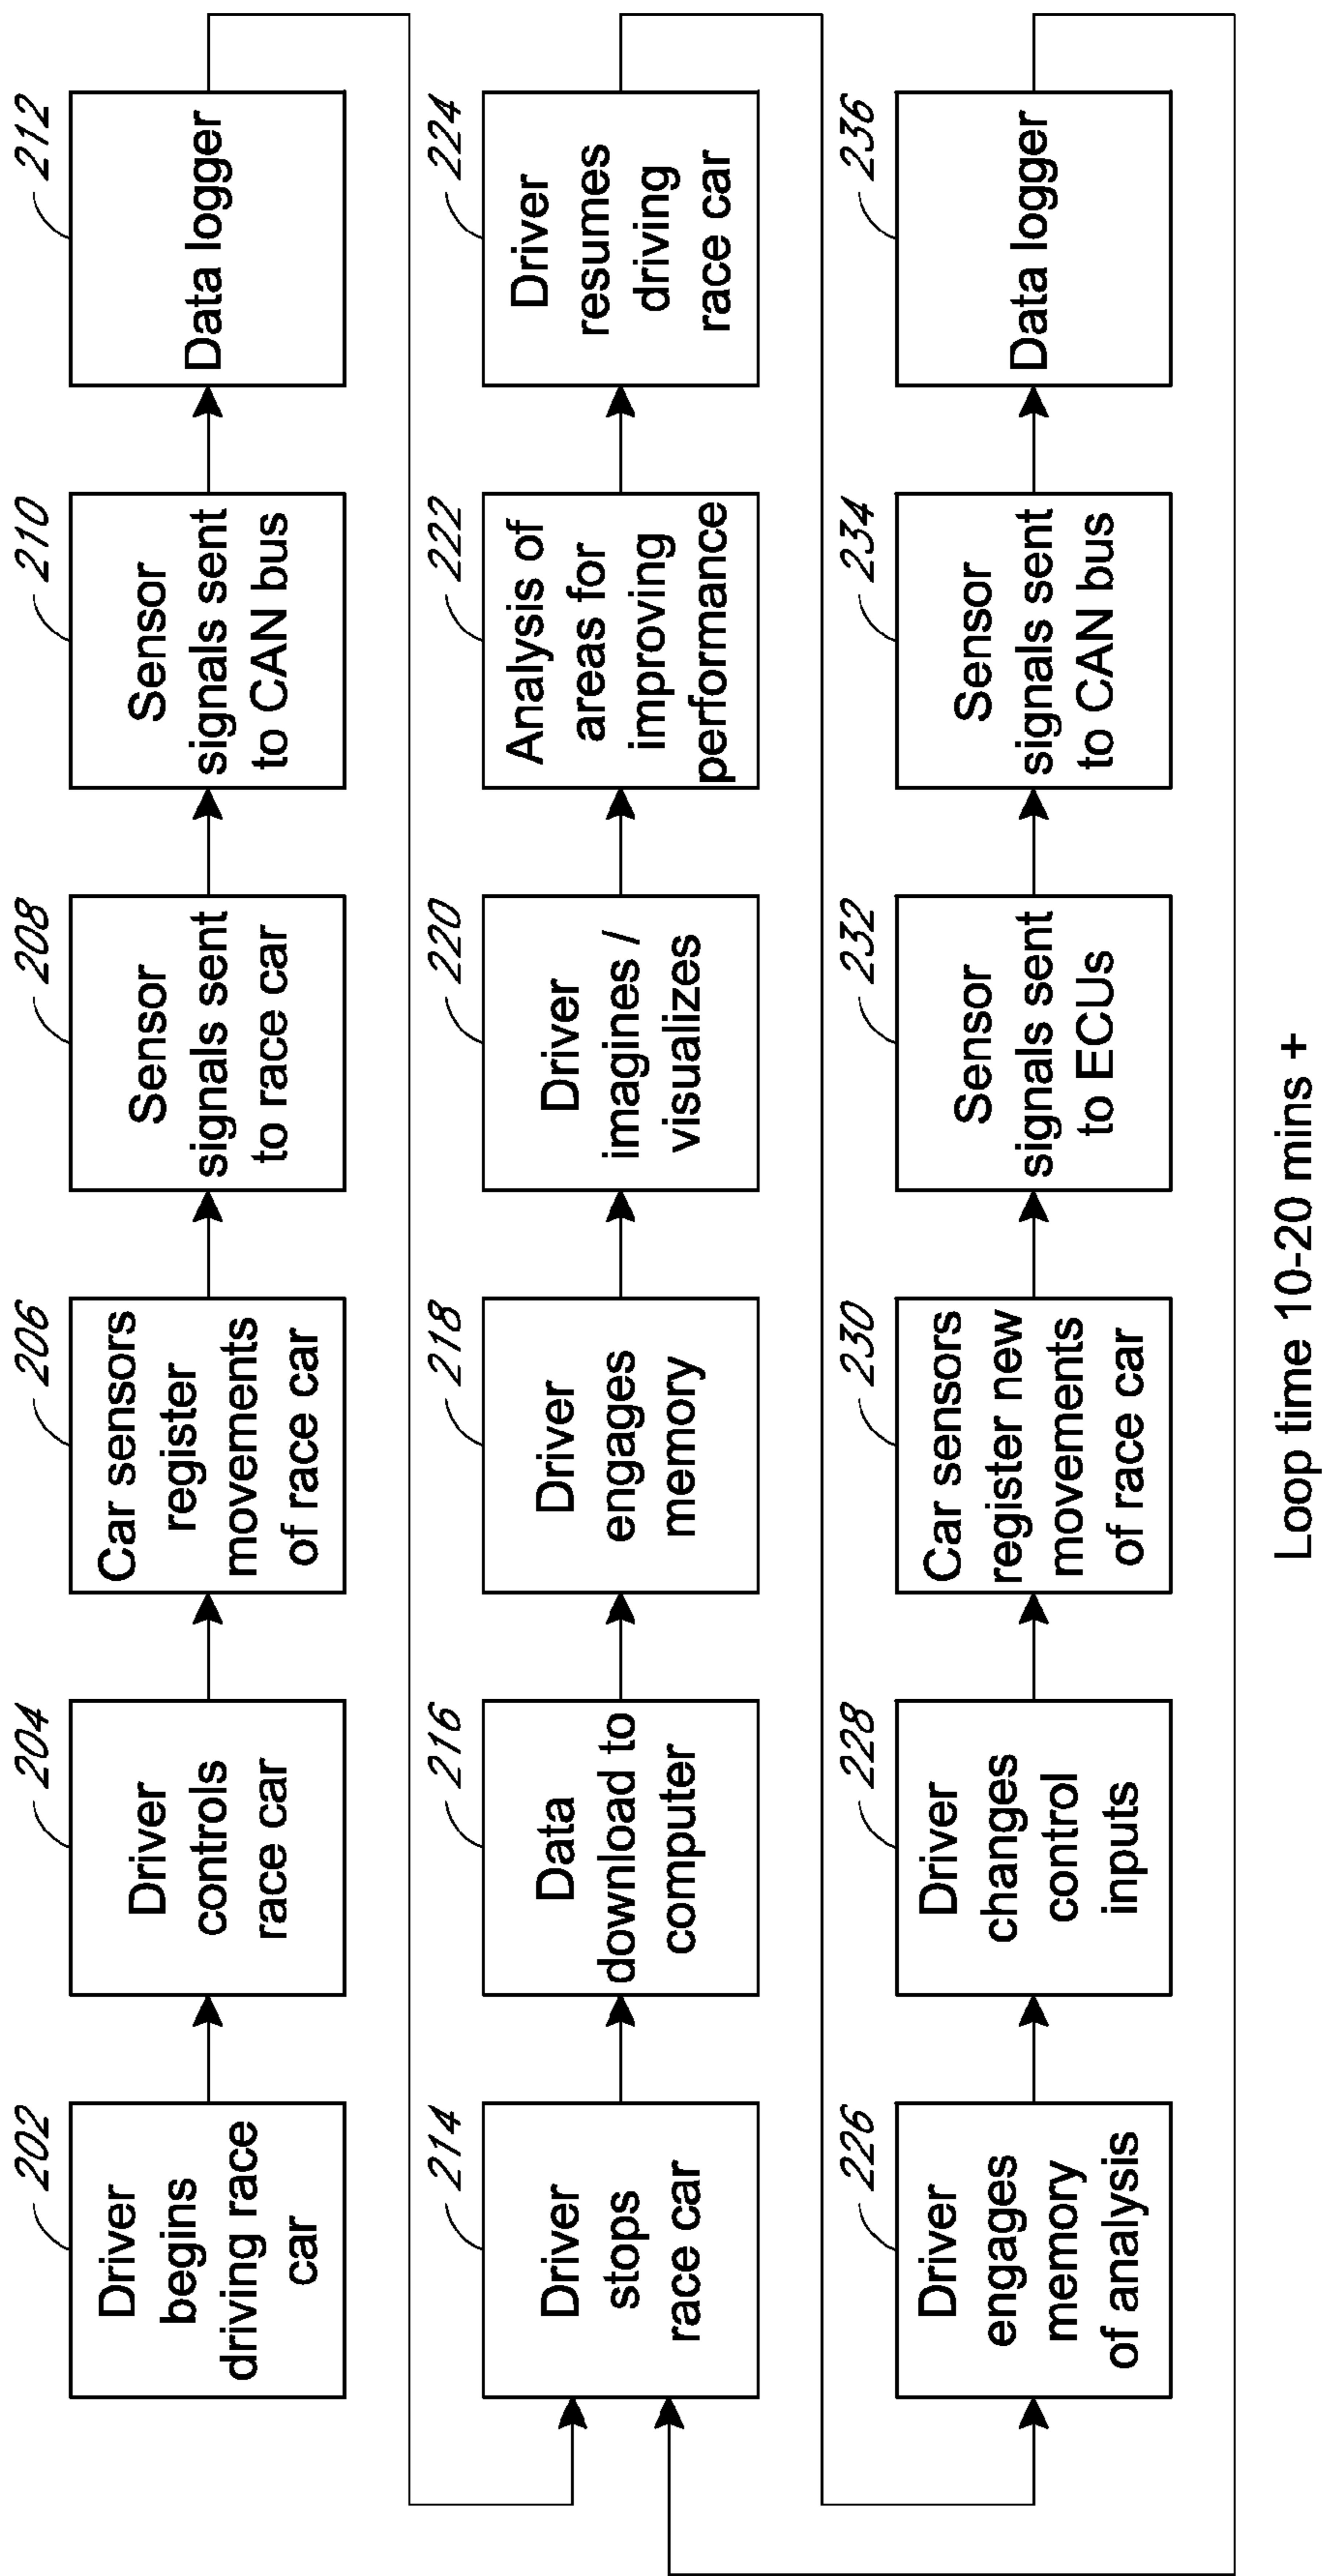 202
Driver
begins
driving race
car
204
Driver
controls
race car
206
Car sensors
register
movements
of race car
208
Sensor
signals sent
to race car
210
Sensor
signals sent
to CAN bus
212
Data logger
214
Driver
stops
race car
216
Data
download to
computer
218
Driver
engages
memory
220
Driver
imagines /
visualizes
222
Analysis of
areas for
improving
performance
224
Driver
resumes
driving
race car
226
Driver
engages
memory
of analysis
228
Driver
changes
control
inputs
230
Car sensors
register new
movements
of race car
232
Sensor
signals sent
to ECUs
234
Sensor
signals sent
to CAN bus
236
Data logger
Loop time 10-20 mins +